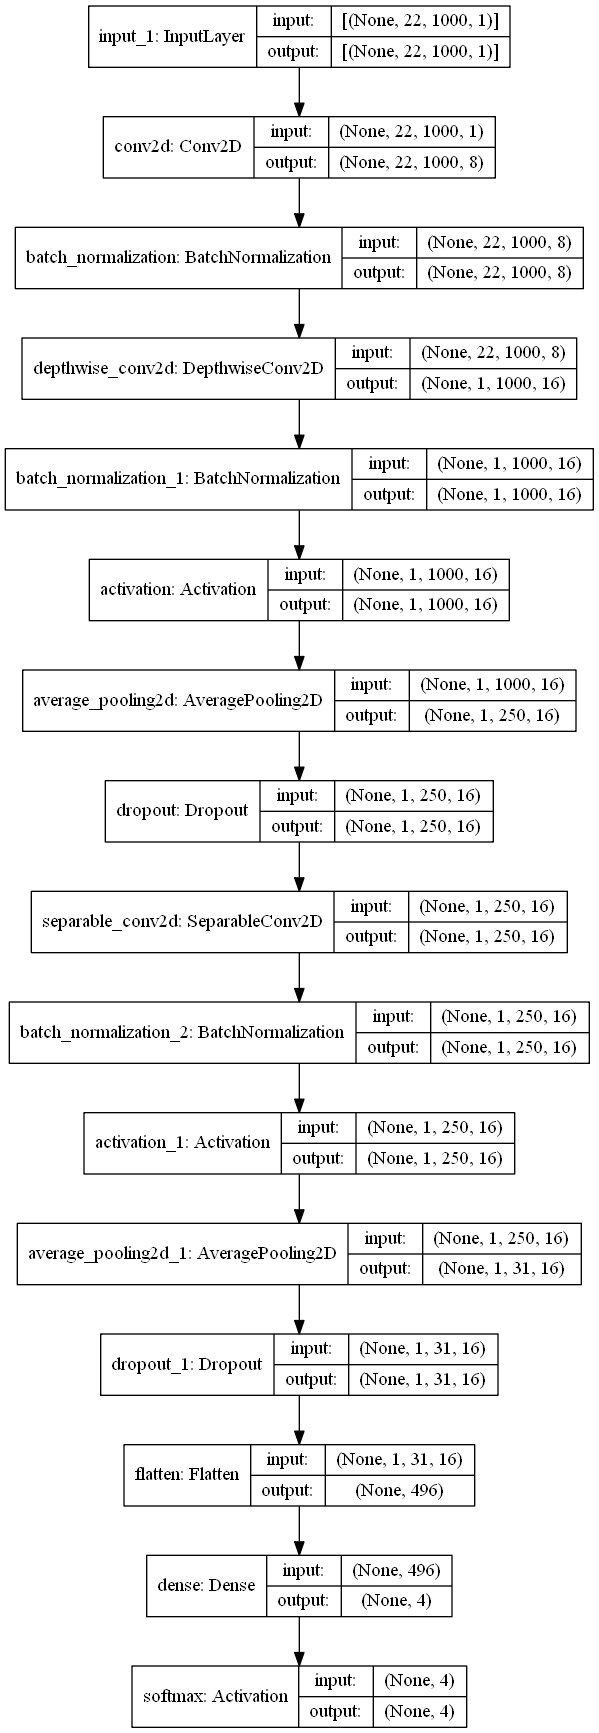 input_1: InputLayer
input: [(None, 22, 1000, 1)]
output: [(None, 22, 1000, 1)]
conv2d: Conv2D
input: (None, 22, 1000, 1)
output: (None, 22, 1000, 8)
batch_normalization: BatchNormalization
input: (None, 22, 1000, 8)
output: (None, 22, 1000, 8)
depthwise_conv2d: DepthwiseConv2D
input: (None, 22, 1000, 8)
output: (None, 1, 1000, 16)
batch_normalization_1: BatchNormalization
input: (None, 1, 1000, 16)
output: (None, 1, 1000, 16)
activation: Activation
input: (None, 1, 1000, 16)
output: (None, 1, 1000, 16)
average_pooling2d: AveragePooling2D
input: (None, 1, 1000, 16)
output: (None, 1, 250, 16)
dropout: Dropout
input: (None, 1, 250, 16)
output: (None, 1, 250, 16)
separable_conv2d: SeparableConv2D
input: (None, 1, 250, 16)
output: (None, 1, 250, 16)
batch_normalization_2: BatchNormalization
input: (None, 1, 250, 16)
output: (None, 1, 250, 16)
activation_1: Activation
input: (None, 1, 250, 16)
output: (None, 1, 250, 16)
average_pooling2d_1: AveragePooling2D
input: (None, 1, 250, 16)
output: (None, 1, 31, 16)
dropout_1: Dropout
input: (None, 1, 31, 16)
output: (None, 1, 31, 16)
flatten: Flatten
input: (None, 1, 31, 16)
output: (None, 496)
dense: Dense
input: (None, 496)
output: (None, 4)
softmax: Activation
input: (None, 4)
output: (None, 4)